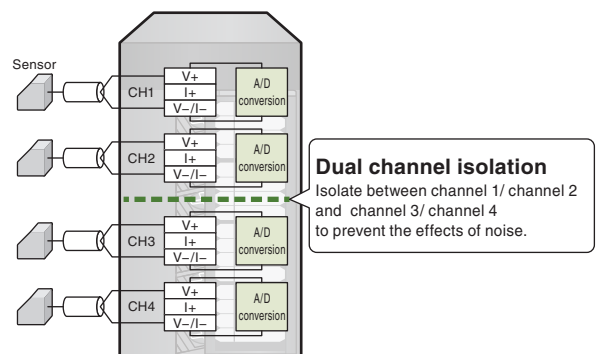 Sensor
CH1
V+
I+
V−/I−
A/D
conversion
CH2
V+
I+
V−/I−
A/D
conversion
Dual channel isolation
Isolate between channel 1/ channel 2
and channel 3/ channel 4
to prevent the effects of noise.
CH3
V+
I+
V−/I−
A/D
conversion
CH4
V+
I+
V−/I−
A/D
conversion